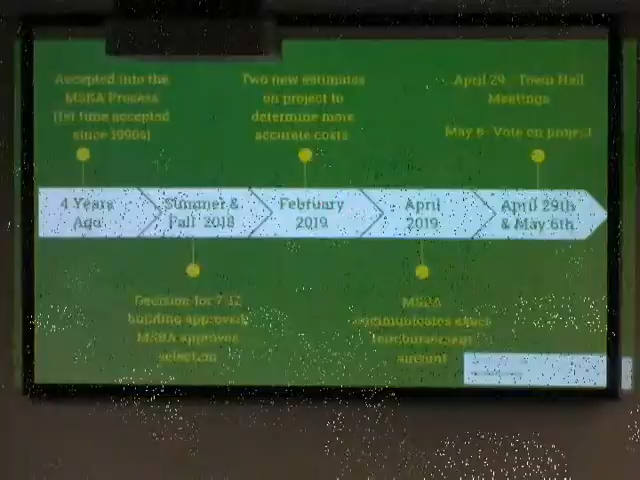 Accepted into the
MSBA Process
(1st time accepted
since 1990s)
Two new estimates
on project to
determine more
accurate costs
April 29 - Town Hall
Meetings
May 6- Vote on project
4 Years
Ago
Summer &
Fall 2018
February
2019
April
2019
April 29th
& May 6th
Decision for 7-12
building approved,
MSBA approves
selection
MSBA
communicates exact
reimbursement
amount